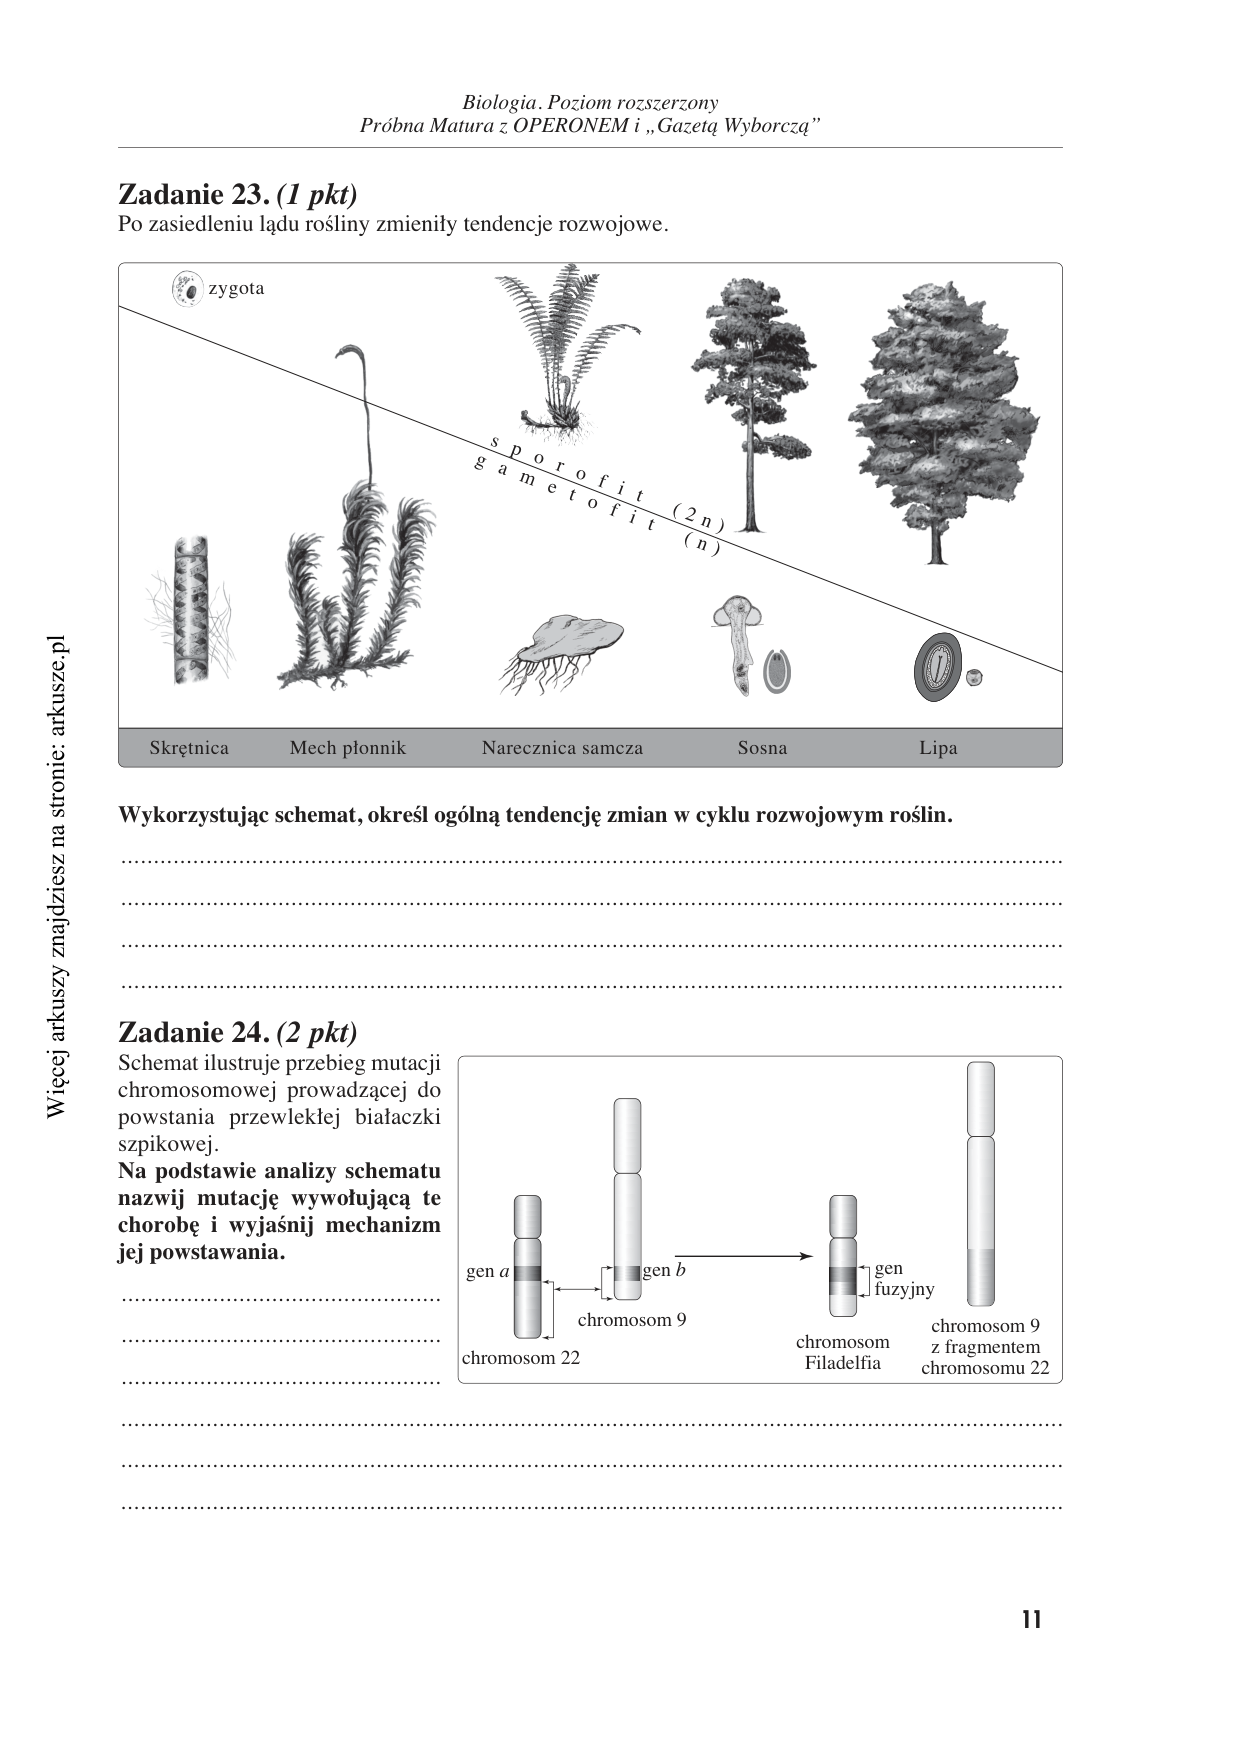 Biologia. Poziom rozszerzony
Próbna Matura z OPERONEM i „Gazetą Wyborczą”
Zadanie 23. (1 pkt)
Po zasiedleniu lądu rośliny zmieniły tendencje rozwojowe.
zygota
sporofit (2n)
gametofit (n)
Skrętnica Mech płonnik Narecznica samcza Sosna Lipa
Wykorzystując schemat, określ ogólną tendencję zmian w cyklu rozwojowym roślin.
Zadanie 24. (2 pkt)
Schemat ilustruje przebieg mutacji
chromosomowej prowadzącej do
powstania przewlekłej białaczki
szpikowej.
Na podstawie analizy schematu
nazwij mutację wywołującą te
chorobę i wyjaśnij mechanizm
jej powstawania.
gen a
gen b
chromosom 9
chromosom 22
gen
fuzyjny
chromosom
Filadelfia
chromosom 9
z fragmentem
chromosomu 22
11
Więcej arkuszy znajdziesz na stronie: arkusze.pl